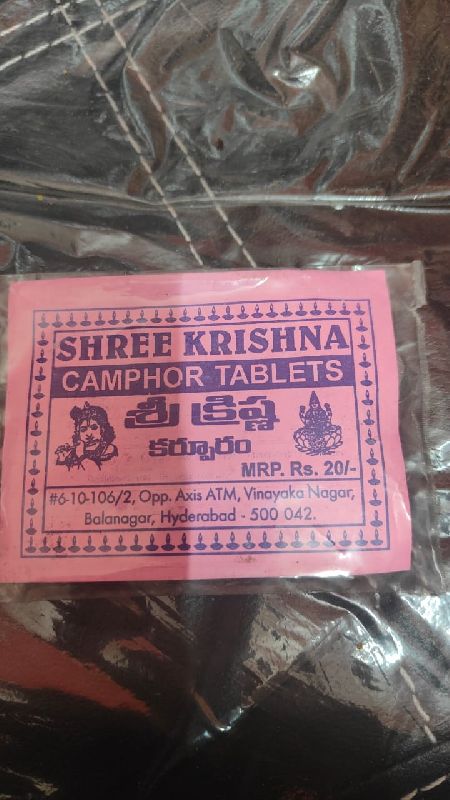 SHREE KRISHNA
CAMPHOR TABLETS
శ్రీ క్రిష్ణ
కర్పూరం
MRP. Rs. 20/-
#6-10-106/2, Opp. Axis ATM, Vinayaka Nagar,
Balanagar, Hyderabad - 500 042.